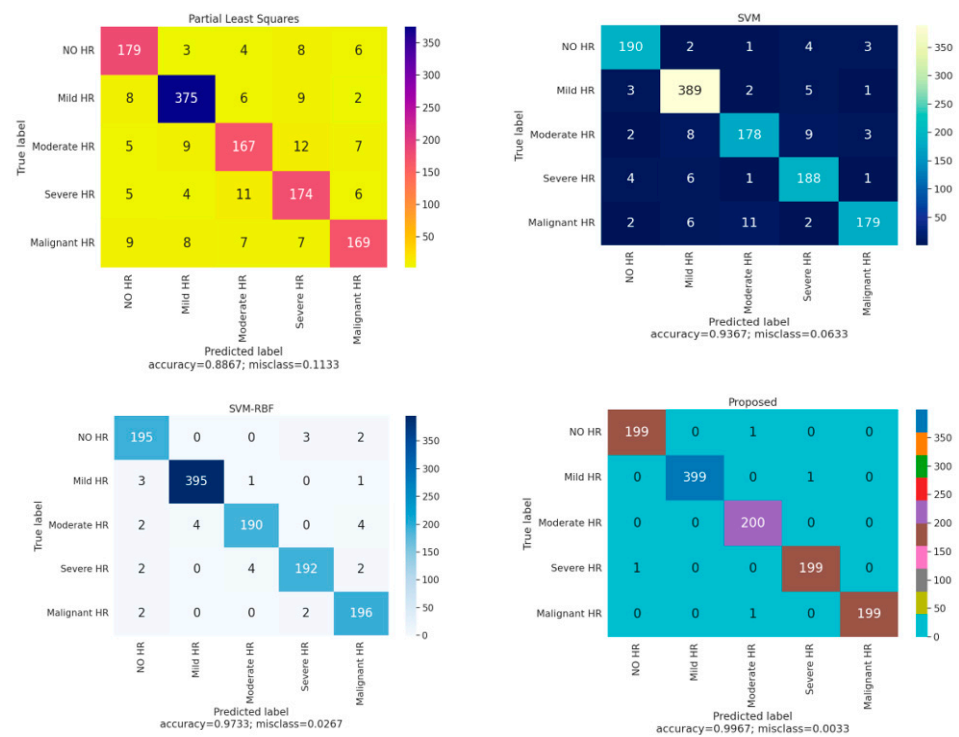 Partial Least Squares
True label
NO HR 179 3 4 8 6
Mild HR 8 375 6 9 2
Moderate HR 5 9 167 12 7
Severe HR 5 4 11 174 6
Malignant HR 9 8 7 7 169
NO HR Mild HR Moderate HR Severe HR Malignant HR
Predicted label
accuracy=0.8867; misclass=0.1133
350
300
250
200
150
100
50
SVM
True label
NO HR 190 2 1 4 3
Mild HR 3 389 2 5 1
Moderate HR 2 8 178 9 3
Severe HR 4 6 1 188 1
Malignant HR 2 6 11 2 179
NO HR Mild HR Moderate HR Severe HR Malignant HR
Predicted label
accuracy=0.9367; misclass=0.0633
350
300
250
200
150
100
50
SVM-RBF
True label
NO HR 195 0 0 3 2
Mild HR 3 395 1 0 1
Moderate HR 2 4 190 0 4
Severe HR 2 0 4 192 2
Malignant HR 2 0 0 2 196
NO HR Mild HR Moderate HR Severe HR Malignant HR
Predicted label
accuracy=0.9733; misclass=0.0267
350
300
250
200
150
100
50
0
Proposed
True label
NO HR 199 0 1 0 0
Mild HR 0 399 0 1 0
Moderate HR 0 0 200 0 0
Severe HR 1 0 0 199 0
Malignant HR 0 0 1 0 199
NO HR Mild HR Moderate HR Severe HR Malignant HR
Predicted label
accuracy=0.9967; misclass=0.0033
350
300
250
200
150
100
50
0